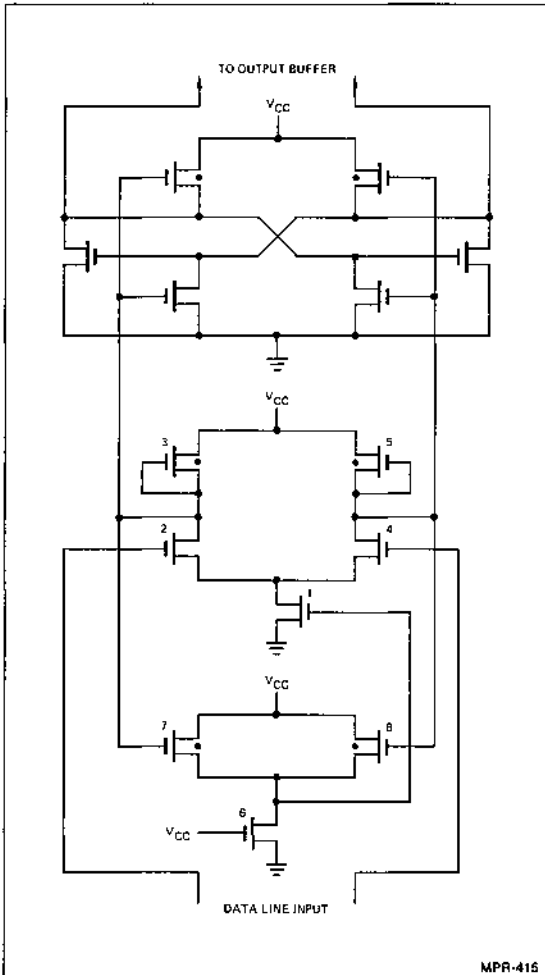 TO OUTPUT BUFFER
VCC
VCC
3
5
2
4
1
VCC
7
8
6
VCC
DATA LINE INPUT
MPR-415